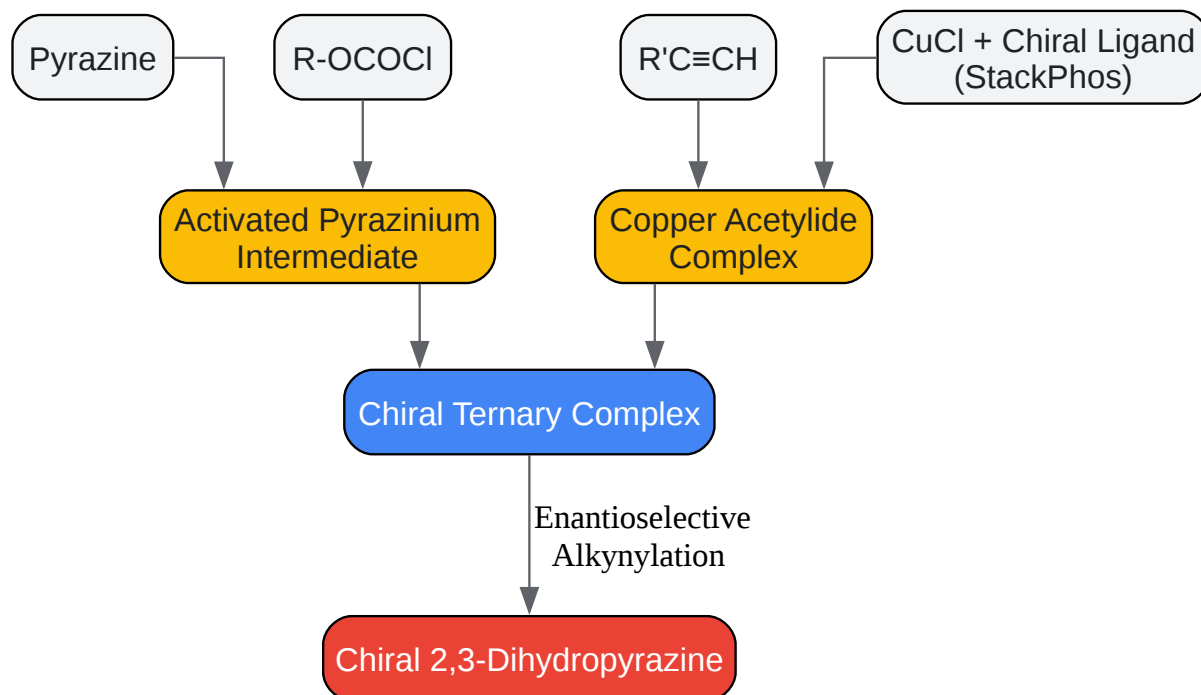 Pyrazine
R-OCOCl
R'C≡CH
CuCl + Chiral Ligand
(StackPhos)
Activated Pyrazinium
Intermediate
Copper Acetylide
Complex
Chiral Ternary Complex
Enantioselective
Alkynylation
Chiral 2,3-Dihydropyrazine